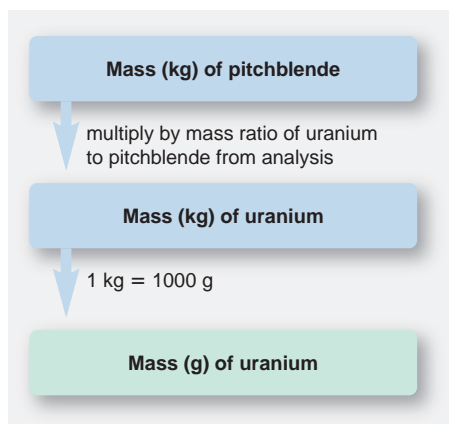 Mass (kg) of pitchblende
multiply by mass ratio of uranium
to pitchblende from analysis
Mass (kg) of uranium
1 kg = 1000 g
Mass (g) of uranium